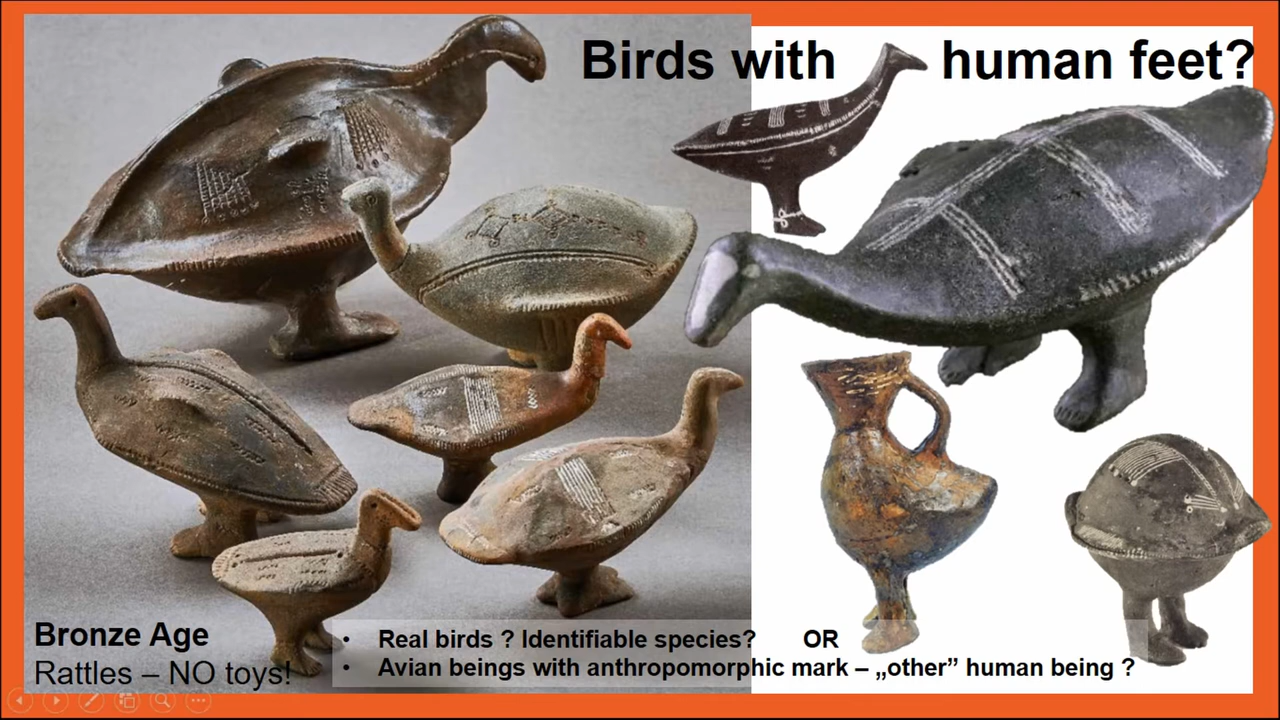 Birds with human feet?
Bronze Age
Rattles – NO toys!
• Real birds ? Identifiable species? OR
• Avian beings with anthropomorphic mark – „other” human being ?